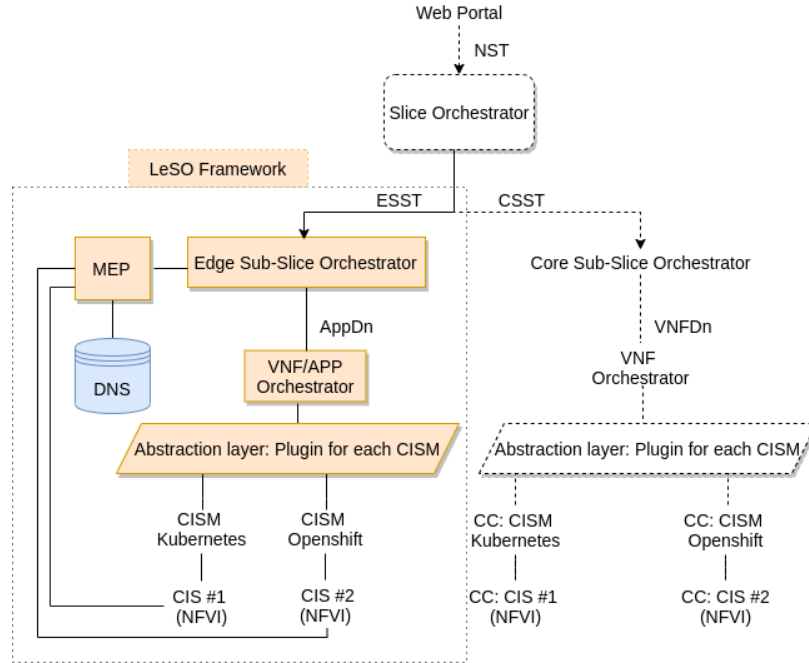 Web Portal
NST
Slice Orchestrator
LeSO Framework
ESST
CSST
MEP
Edge Sub-Slice Orchestrator
Core Sub-Slice Orchestrator
AppDn
VNFDn
DNS
VNF/APP
Orchestrator
VNF
Orchestrator
Abstraction layer: Plugin for each CISM
Abstraction layer: Plugin for each CISM
CISM
Kubernetes
CISM
Openshift
CC: CISM
Kubernetes
CC: CISM
Openshift
CIS #1
(NFVI)
CIS #2
(NFVI)
CC: CIS #1
(NFVI)
CC: CIS #2
(NFVI)